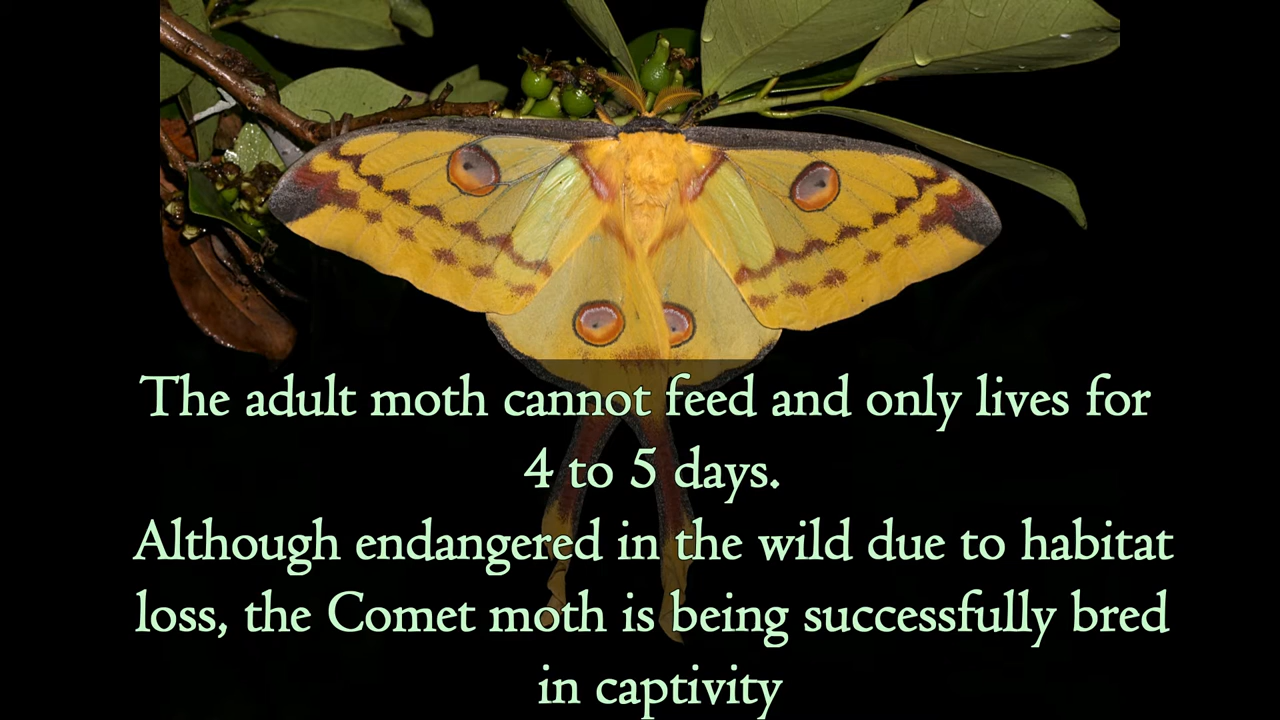 The adult moth cannot feed and only lives for
4 to 5 days.
Although endangered in the wild due to habitat
loss, the Comet moth is being successfully bred
in captivity